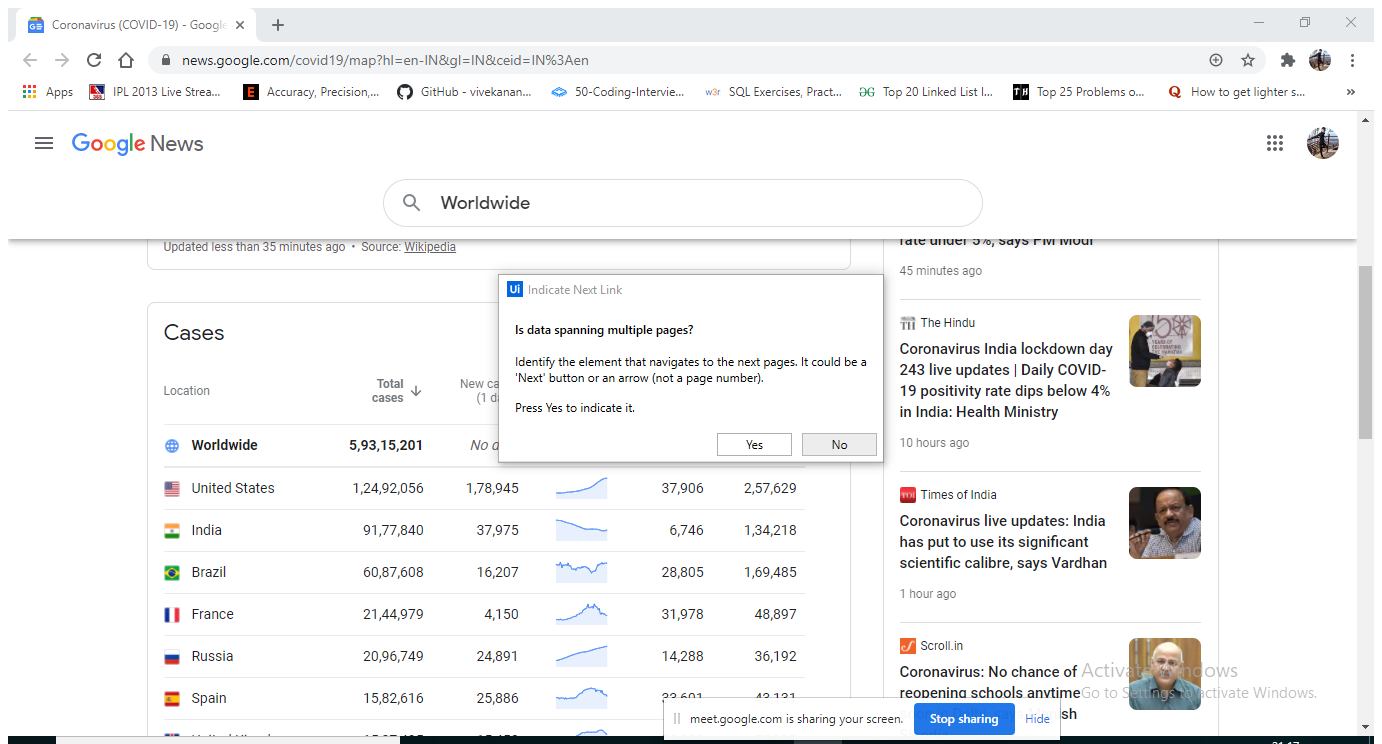 Coronavirus (COVID-19) - Google
news.google.com/covid19/map?hl=en-IN&gl=IN&ceid=IN%3Aen
Apps
IPL 2013 Live Strea...
Accuracy, Precision,...
GitHub - vivekanan...
50-Coding-Intervie...
w3r
SQL Exercises, Pract...
Top 20 Linked List I...
Top 25 Problems o...
How to get lighter s...
»
Google News
Worldwide
Updated less than 35 minutes ago • Source: Wikipedia
Cases
Location
Total cases
New ca
(1 da
Worldwide 5,93,15,201 No d
United States 1,24,92,056 1,78,945 37,906 2,57,629
India 91,77,840 37,975 6,746 1,34,218
Brazil 60,87,608 16,207 28,805 1,69,485
France 21,44,979 4,150 31,978 48,897
Russia 20,96,749 24,891 14,288 36,192
Spain 15,82,616 25,886 33,601 43,131
Ui Indicate Next Link
Is data spanning multiple pages?
Identify the element that navigates to the next pages. It could be a
'Next' button or an arrow (not a page number).
Press Yes to indicate it.
Yes No
rate under 5%, says PM Modi
45 minutes ago
The Hindu
Coronavirus India lockdown day
243 live updates | Daily COVID-
19 positivity rate dips below 4%
in India: Health Ministry
10 hours ago
TOI Times of India
Coronavirus live updates: India
has put to use its significant
scientific calibre, says Vardhan
1 hour ago
Scroll.in
Coronavirus: No chance of
reopening schools anytime
sh
Activate Windows
Go to Settings to activate Windows.
meet.google.com is sharing your screen. Stop sharing Hide